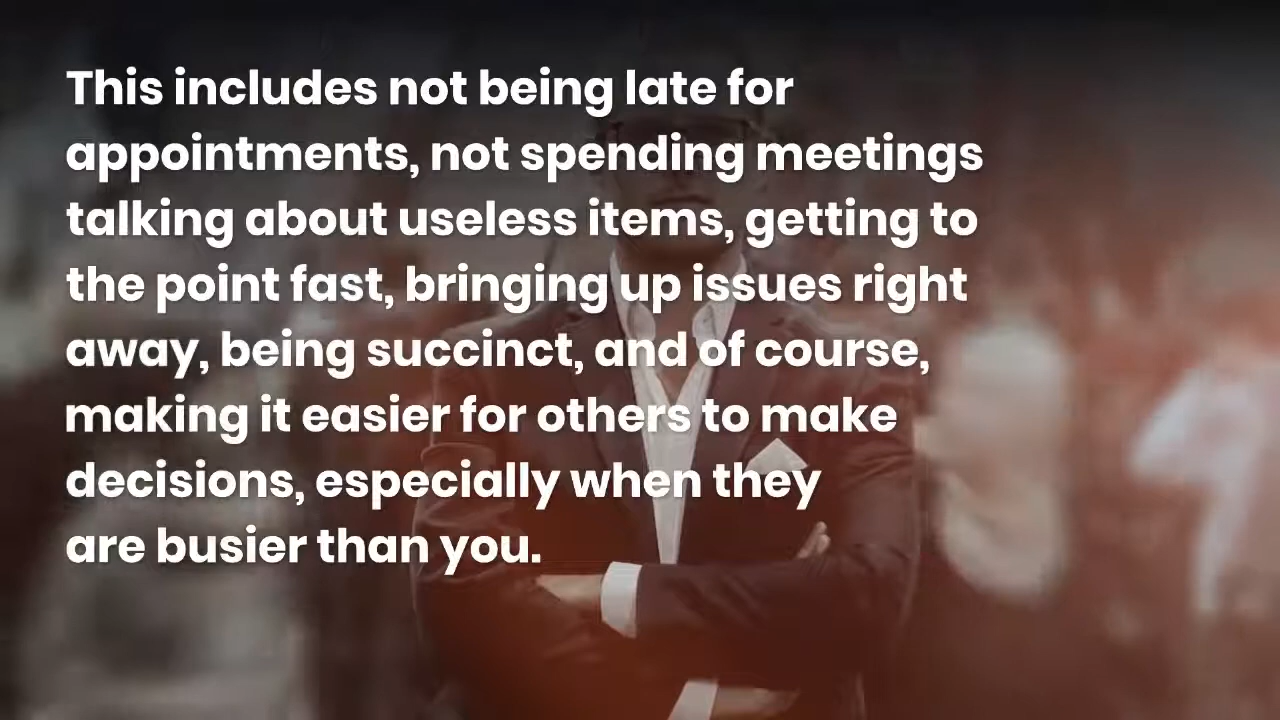 This includes not being late for
appointments, not spending meetings
talking about useless items, getting to
the point fast, bringing up issues right
away, being succinct, and of course,
making it easier for others to make
decisions, especially when they
are busier than you.